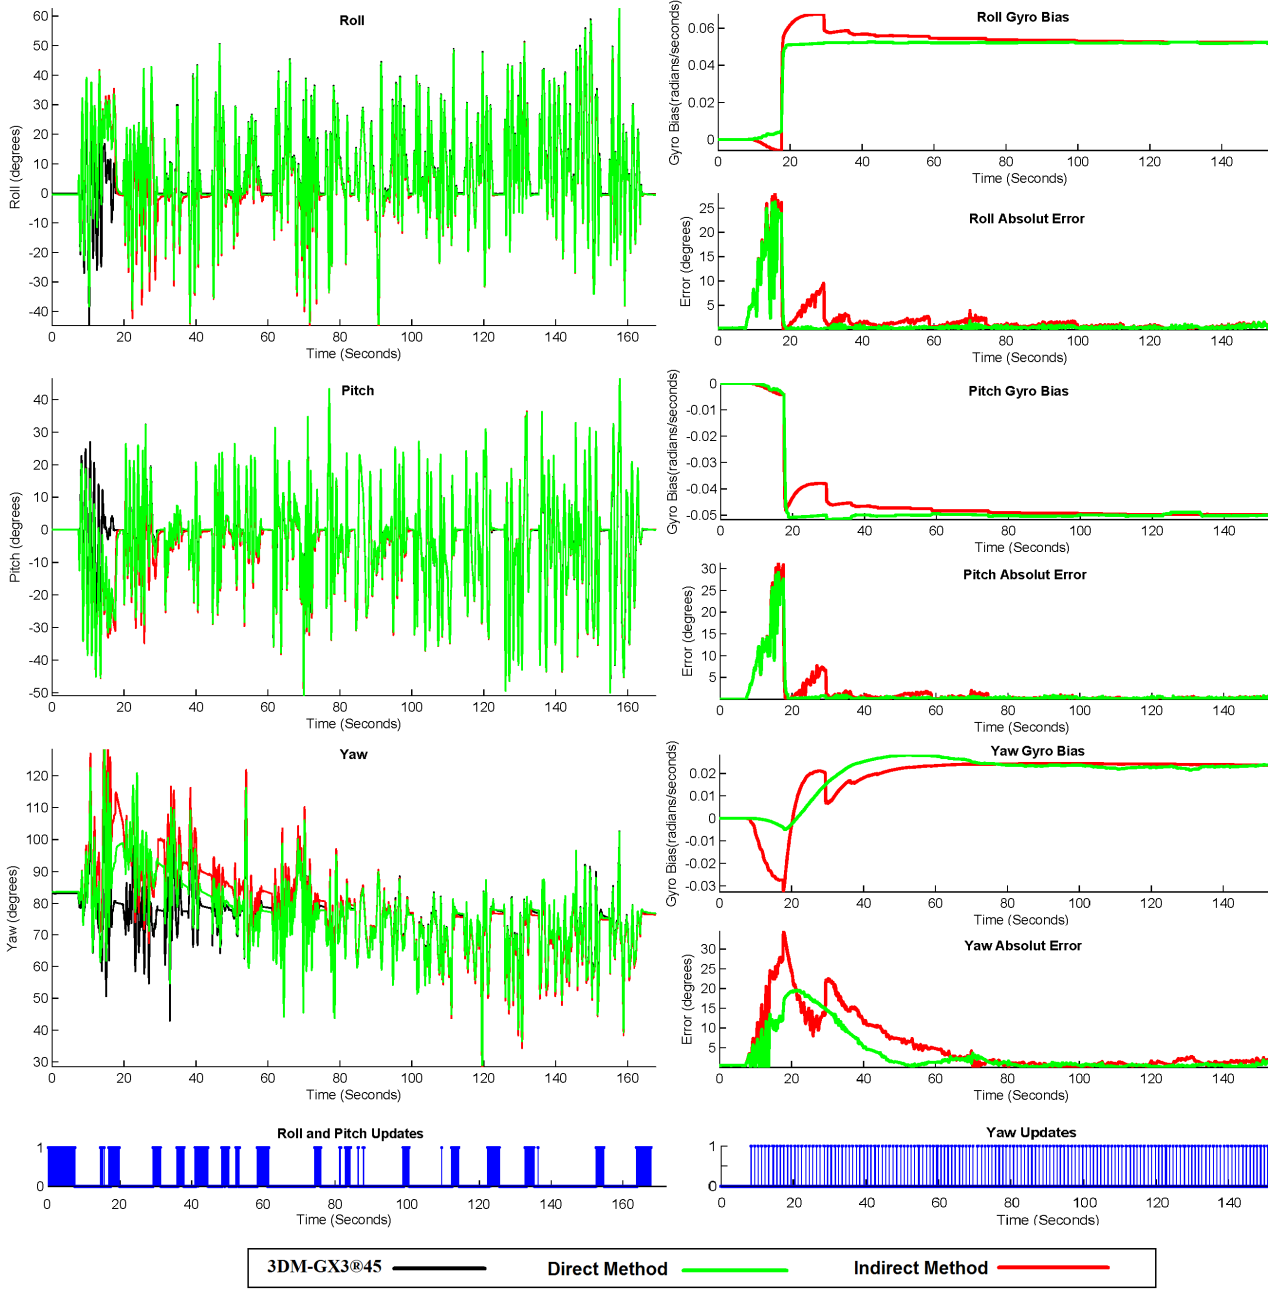 Roll
60
50
40
30
20
10
0
-10
-20
-30
-40
Roll (degrees)
0 20 40 60 80 100 120 140 160
Time (Seconds)
Roll Gyro Bias
0.06
0.04
0.02
0
Gyro Bias(radians/seconds)
20 40 60 80 100 120 140
Time (Seconds)
Roll Absolut Error
25
20
15
10
5
Error (degrees)
0 20 40 60 80 100 120 140
Time (Seconds)
Pitch
40
30
20
10
0
-10
-20
-30
-40
-50
Pitch (degrees)
0 20 40 60 80 100 120 140 160
Time (Seconds)
Pitch Gyro Bias
0
-0.01
-0.02
-0.03
-0.04
-0.05
Gyro Bias(radians/seconds)
0 20 40 60 80 100 120 140
Time (Seconds)
Pitch Absolut Error
30
25
20
15
10
5
Error (degrees)
0 20 40 60 80 100 120 140
Time (Seconds)
Yaw
120
110
100
90
80
70
60
50
40
30
Yaw (degrees)
0 20 40 60 80 100 120 140 160
Time (Seconds)
Yaw Gyro Bias
0.02
0.01
0
-0.01
-0.02
-0.03
Gyro Bias(radians/seconds)
0 20 40 60 80 100 120 140
Time (Seconds)
Yaw Absolut Error
30
25
20
15
10
5
Error (degrees)
0 20 40 60 80 100 120 140
Time (Seconds)
Roll and Pitch Updates
1
0
0 20 40 60 80 100 120 140 160
Time (Seconds)
Yaw Updates
1
0
0 20 40 60 80 100 120 140
Time (Seconds)
3DM-GX3®45 Direct Method Indirect Method